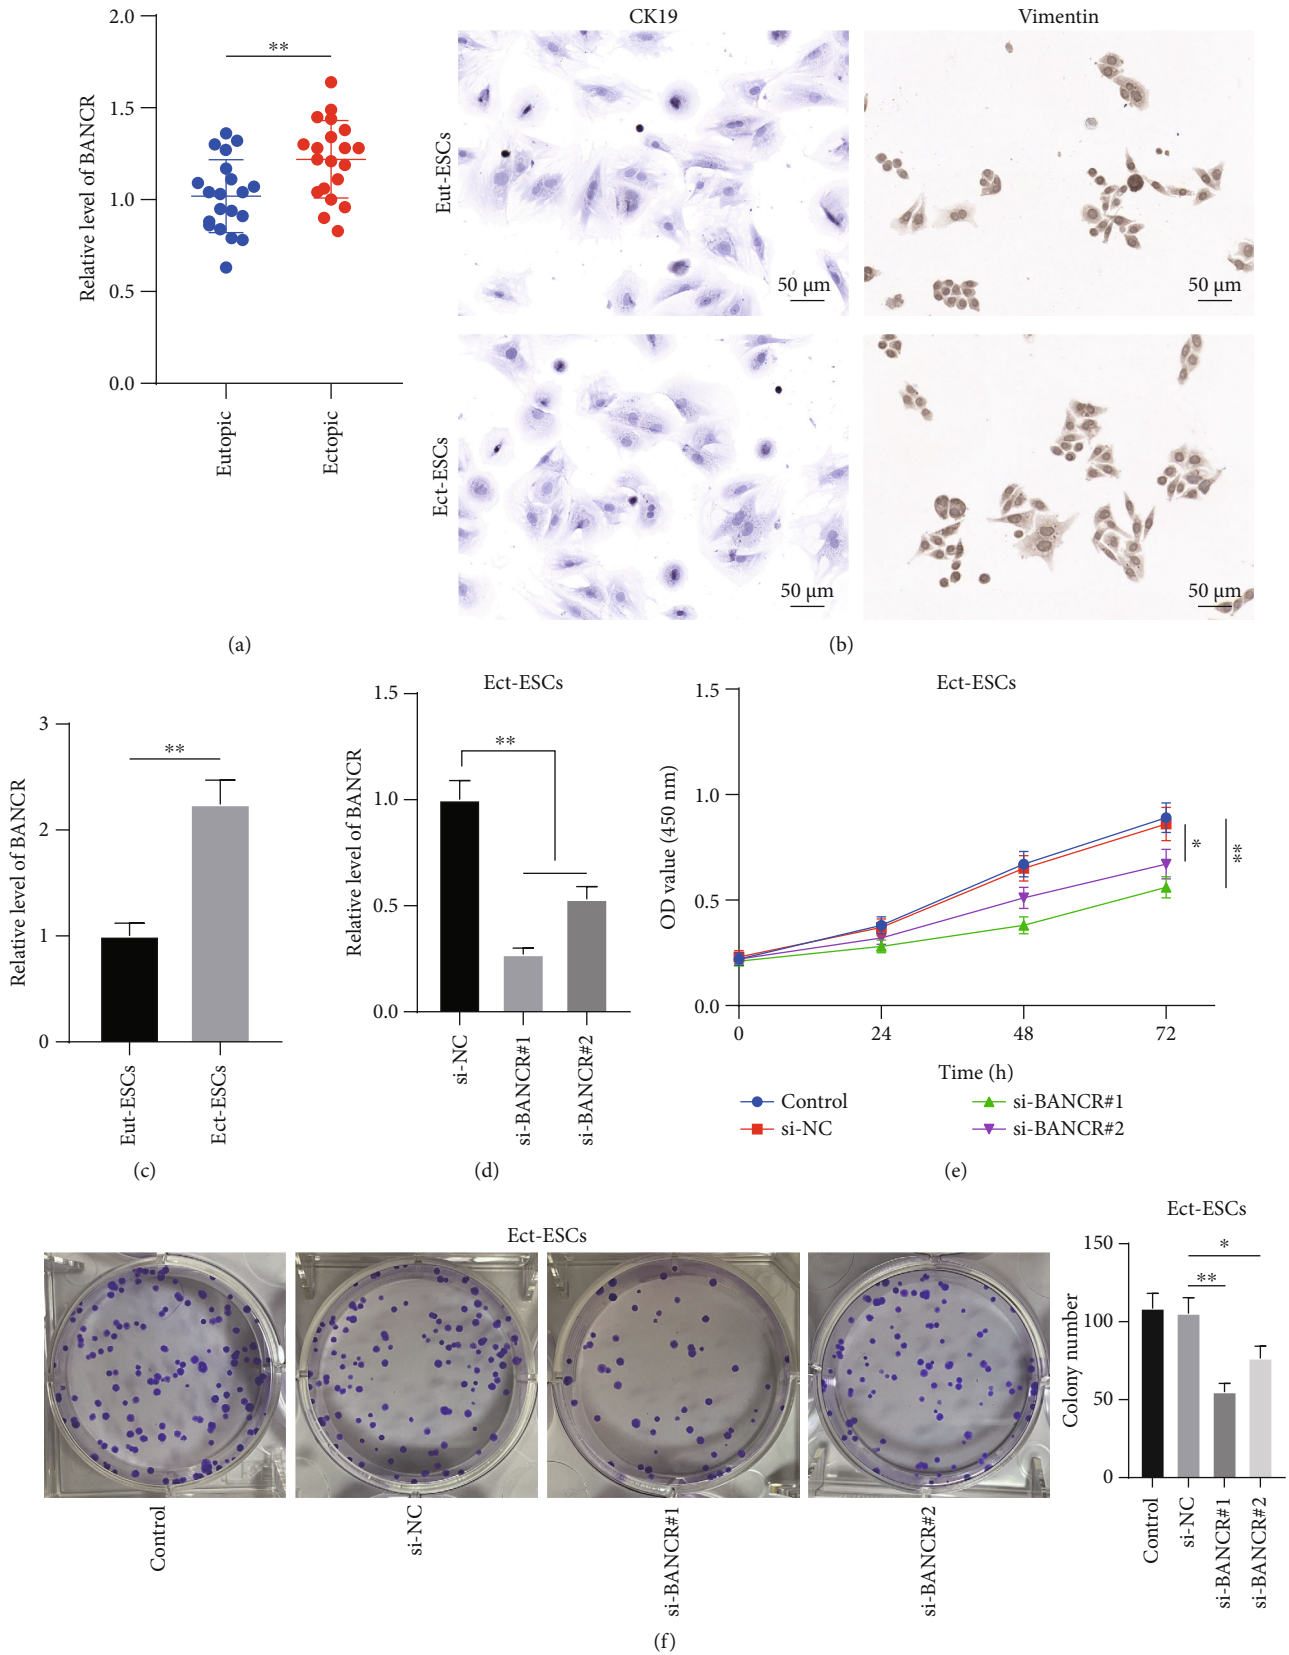 2.0
1.5
1.0
0.5
0.0
Relative level of BANCR
**
Eutopic
Ectopic
(a)
CK19
Vimentin
Eut-ESCs
50 μm
50 μm
Ect-ESCs
50 μm
50 μm
(b)
3
2
1
0
Relative level of BANCR
**
Eut-ESCs
Ect-ESCs
(c)
Ect-ESCs
1.5
1.0
0.5
0.0
Relative level of BANCR
**
si-NC
si-BANCR#1
si-BANCR#2
(d)
Ect-ESCs
1.5
1.0
0.5
0.0
OD value (450 nm)
*
**
0
24
48
72
Time (h)
Control
si-NC
si-BANCR#1
si-BANCR#2
(e)
Ect-ESCs
Control
si-NC
si-BANCR#1
si-BANCR#2
Ect-ESCs
150
100
50
0
Colony number
*
**
Control
si-NC
si-BANCR#1
si-BANCR#2
(f)